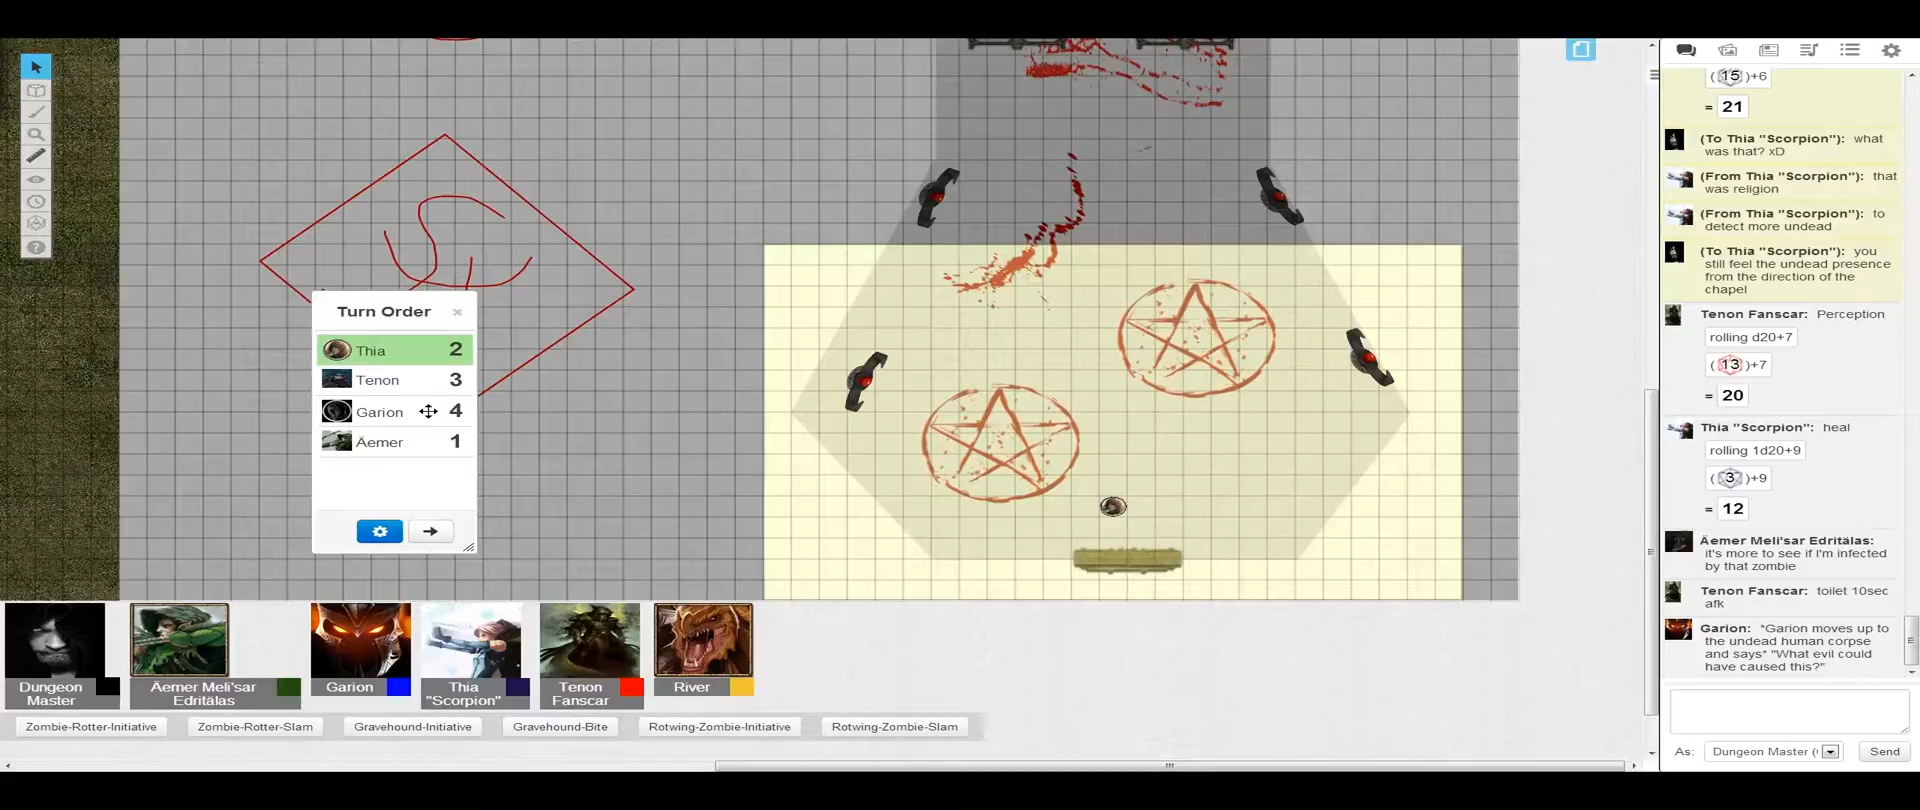 Turn Order ×
Thia 2
Tenon 3
Garion 4
Äemer 1
(15)+6
= 21
(To Thia "Scorpion"): what
was that? xD
(From Thia "Scorpion"): that
was religion
(From Thia "Scorpion"): to
detect more undead
(To Thia "Scorpion"): you
still feel the undead presence
from the direction of the
chapel
Tenon Fanscar: Perception
rolling d20+7
(13)+7
= 20
Thia "Scorpion": heal
rolling 1d20+9
(3)+9
= 12
Äemer Meli'sar Edritälas:
it's more to see if I'm infected
by that zombie
Tenon Fanscar: toilet 10sec
afk
Garion: *Garion moves up to
the undead human corpse
and says* "What evil could
have caused this?"
Dungeon
Master
Äemer Meli'sar
Edritälas
Garion
Thia
"Scorpion"
Tenon
Fanscar
River
Zombie-Rotter-Initiative Zombie-Rotter-Slam Gravehound-Initiative Gravehound-Bite Rotwing-Zombie-Initiative Rotwing-Zombie-Slam
As: Dungeon Master ( Send